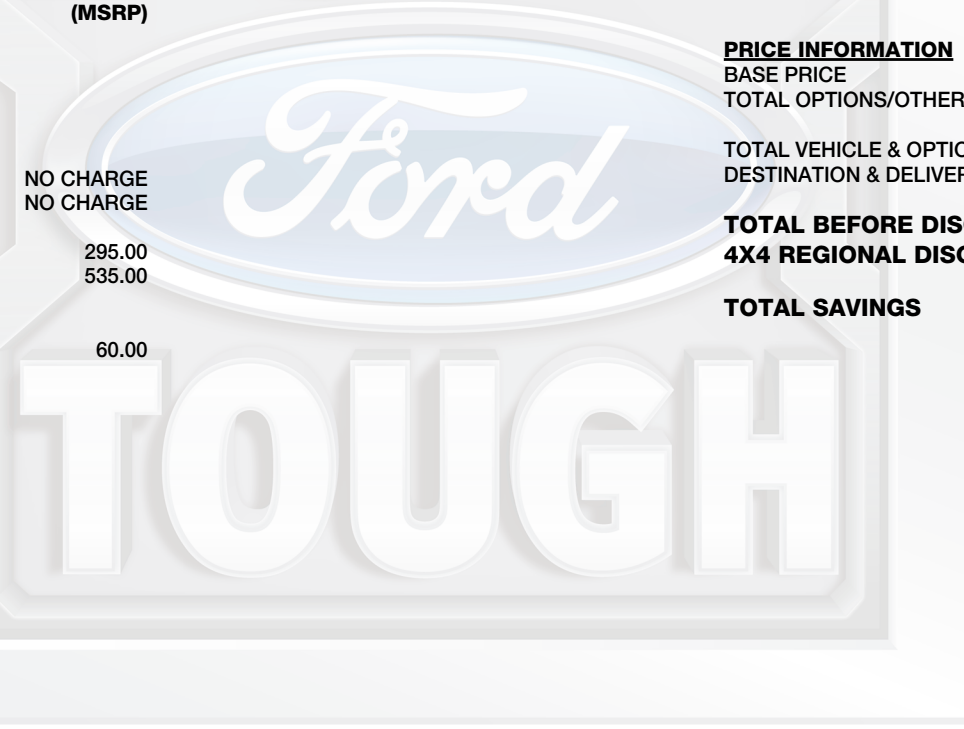 (MSRP)
NO CHARGE
NO CHARGE
295.00
535.00
60.00
PRICE INFORMATION
BASE PRICE
TOTAL OPTIONS/OTHER
TOTAL VEHICLE & OPTIO
DESTINATION & DELIVER
TOTAL BEFORE DIS
4X4 REGIONAL DISC
TOTAL SAVINGS
Ford
TOUGH